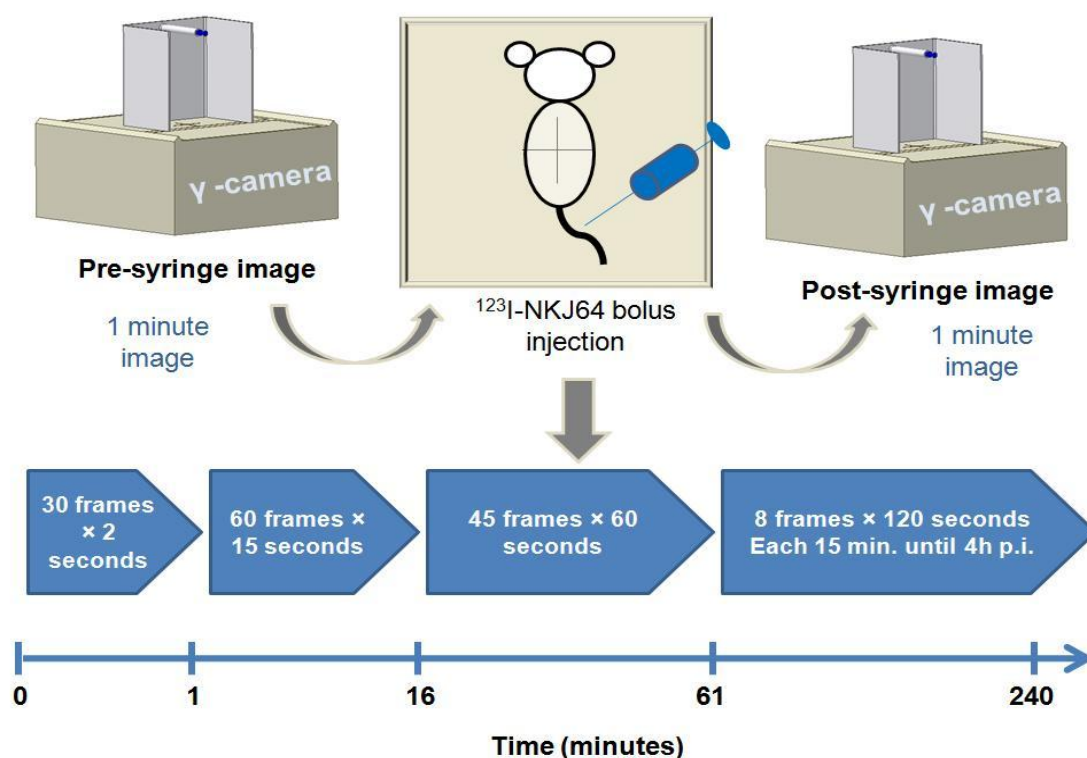 γ -camera
Pre-syringe image
1 minute
image
¹²³I-NKJ64 bolus
injection
γ -camera
Post-syringe image
1 minute
image
30 frames
× 2
seconds
60 frames ×
15 seconds
45 frames × 60
seconds
8 frames × 120 seconds
Each 15 min. until 4h p.i.
0 1 16 61 240
Time (minutes)